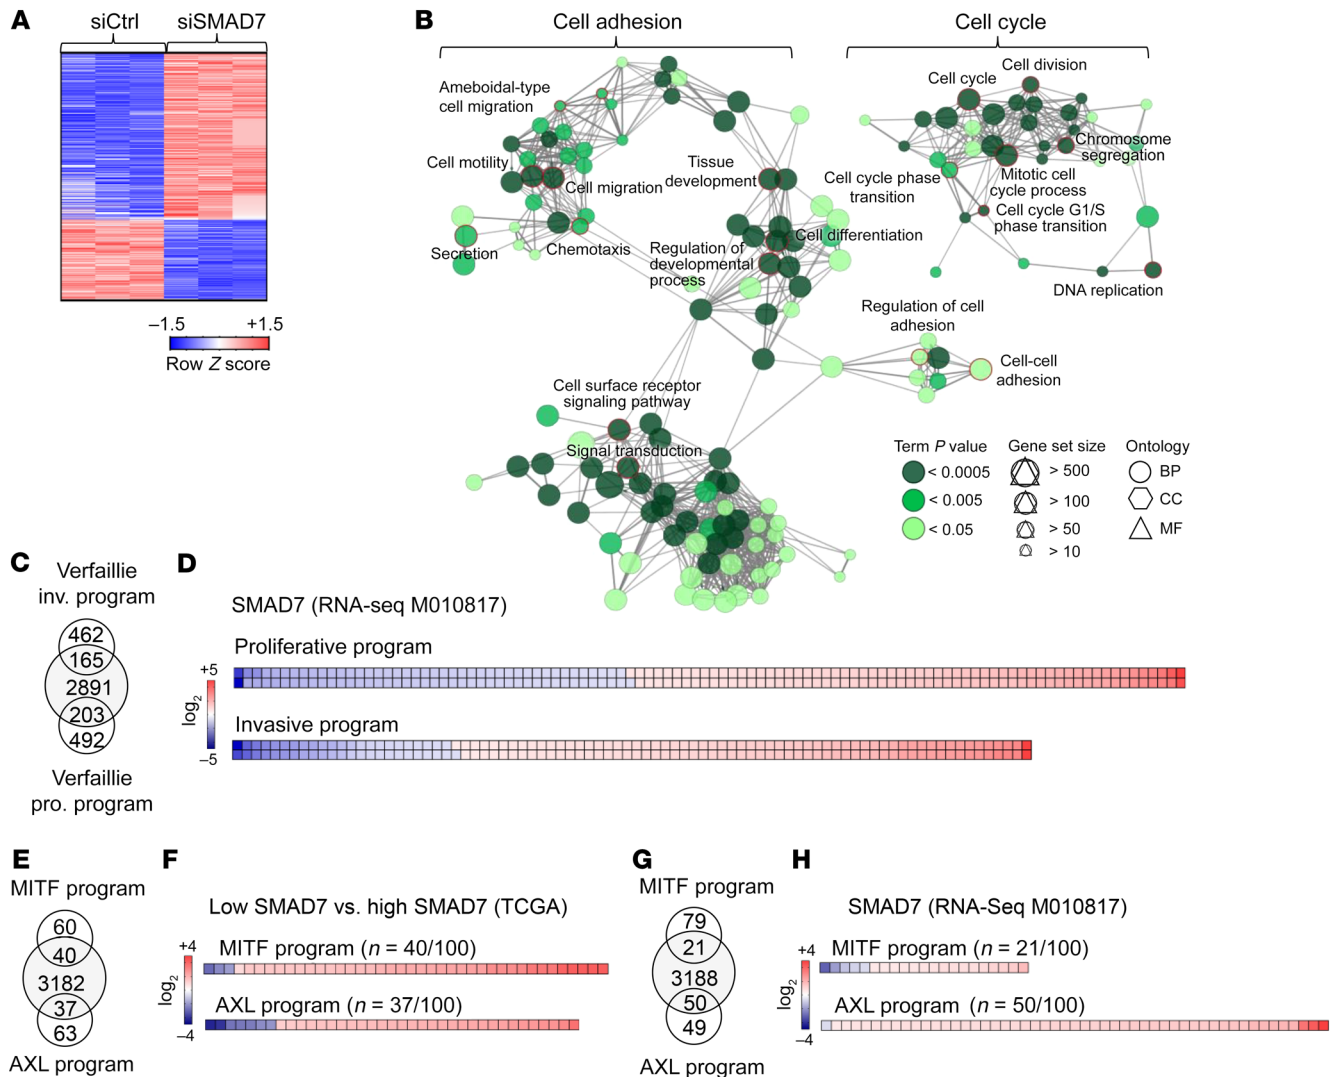 A
siCtrl
siSMAD7
–1.5
+1.5
Row Z score
B
Cell adhesion
Cell cycle
Ameboidal-type
cell migration
Cell motility
Cell migration
Secretion
Chemotaxis
Tissue
development
Cell differentiation
Regulation of
developmental
process
Cell division
Cell cycle
Chromosome
segregation
Cell cycle phase
transition
Mitotic cell
cycle process
Cell cycle G1/S
phase transition
DNA replication
Regulation of cell
adhesion
Cell-cell
adhesion
Cell surface receptor
signaling pathway
Signal transduction
Term P value
< 0.0005
< 0.005
< 0.05
Gene set size
> 500
> 100
> 50
> 10
Ontology
BP
CC
MF
C
Verfaillie
inv. program
462
165
2891
203
492
Verfaillie
pro. program
D
SMAD7 (RNA-seq M010817)
Proliferative program
+5
log2
–5
Invasive program
E
MITF program
60
40
3182
37
63
AXL program
F
Low SMAD7 vs. high SMAD7 (TCGA)
+4
log2
–4
MITF program (n = 40/100)
AXL program (n = 37/100)
G
MITF program
79
21
3188
50
49
AXL program
H
SMAD7 (RNA-Seq M010817)
+4
log2
–4
MITF program (n = 21/100)
AXL program (n = 50/100)